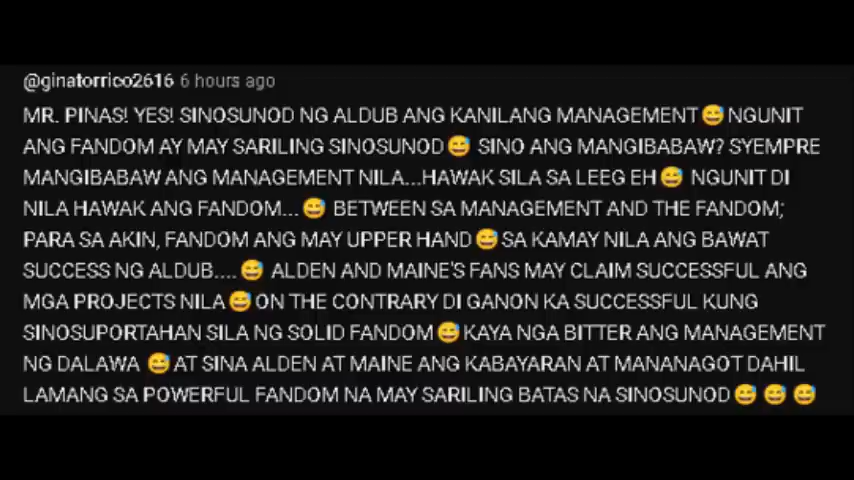 @ginatorrico2616 6 hours ago
MR. PINAS! YES! SINOSUNOD NG ALDUB ANG KANILANG MANAGEMENT😅NGUNIT
ANG FANDOM AY MAY SARILING SINOSUNOD😅 SINO ANG MANGIBABAW? SYEMPRE
MANGIBABAW ANG MANAGEMENT NILA...HAWAK SILA SA LEEG EH😅 NGUNIT DI
NILA HAWAK ANG FANDOM...😅 BETWEEN SA MANAGEMENT AND THE FANDOM;
PARA SA AKIN, FANDOM ANG MAY UPPER HAND😅SA KAMAY NILA ANG BAWAT
SUCCESS NG ALDUB....😅 ALDEN AND MAINE'S FANS MAY CLAIM SUCCESSFUL ANG
MGA PROJECTS NILA😅ON THE CONTRARY DI GANON KA SUCCESSFUL KUNG
SINOSUPORTAHAN SILA NG SOLID FANDOM😅KAYA NGA BITTER ANG MANAGEMENT
NG DALAWA 😅AT SINA ALDEN AT MAINE ANG KABAYARAN AT MANANAGOT DAHIL
LAMANG SA POWERFUL FANDOM NA MAY SARILING BATAS NA SINOSUNOD😅😅😅